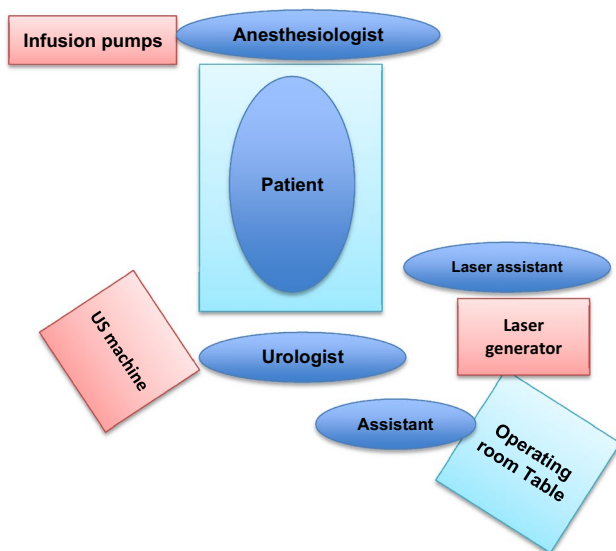 Infusion pumps
Anesthesiologist
Patient
Laser assistant
US machine
Laser
generator
Urologist
Assistant
Operating
room Table